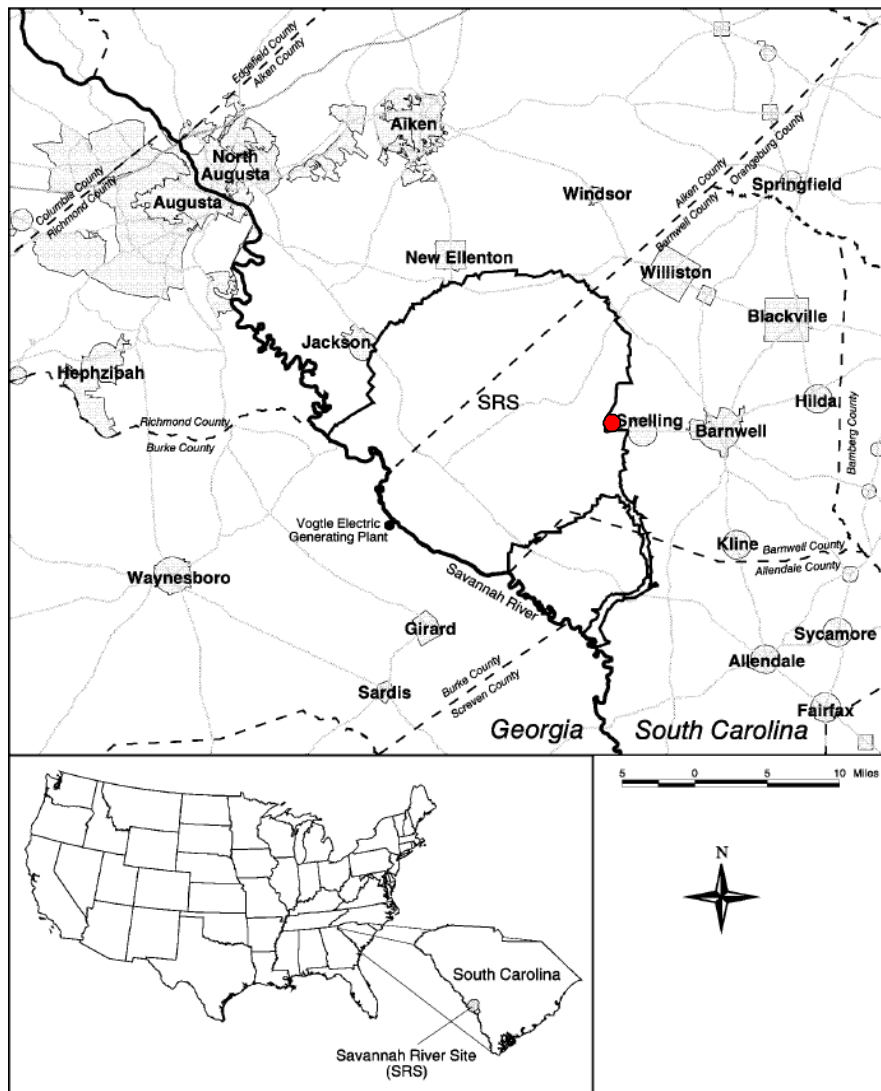 Edgefield County
Aiken County
Aiken
North
Augusta
Columbia County
Richmond County
Augusta
Windsor
Aiken County
Barnwell County
Orangeburg County
Springfield
New Ellenton
Williston
Blackville
Jackson
Hephzibah
SRS
Snelling
Hilda
Barnwell
Richmond County
Burke County
Bamberg County
Vogtle Electric
Generating Plant
Kline
Barnwell County
Allendale County
Waynesboro
Savannah River
Girard
Sycamore
Allendale
Burke County
Screven County
Sardis
Fairfax
Georgia
South Carolina
5 0 5 10 Miles
N
South Carolina
Savannah River Site
(SRS)